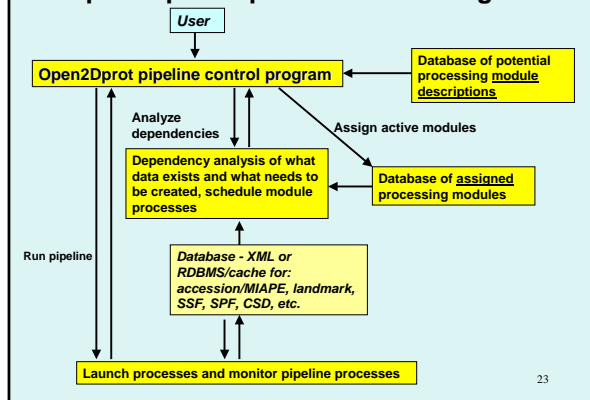 User
Open2Dprot pipeline control program
Database of potential
processing module
descriptions
Analyze
dependencies
Assign active modules
Dependency analysis of what
data exists and what needs to
be created, schedule module
processes
Database of assigned
processing modules
Run pipeline
Database - XML or
RDBMS/cache for:
accession/MIAPE, landmark,
SSF, SPF, CSD, etc.
Launch processes and monitor pipeline processes
23